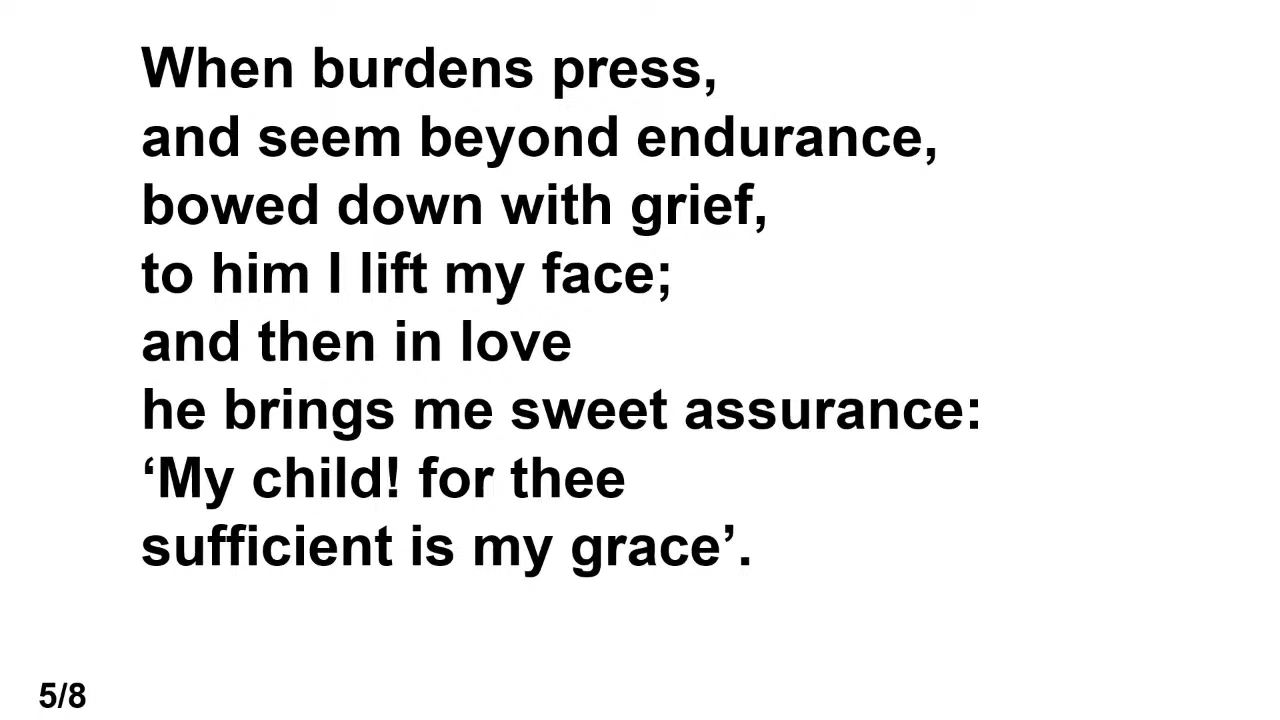 When burdens press,
and seem beyond endurance,
bowed down with grief,
to him I lift my face;
and then in love
he brings me sweet assurance:
‘My child! for thee
sufficient is my grace’.
5/8